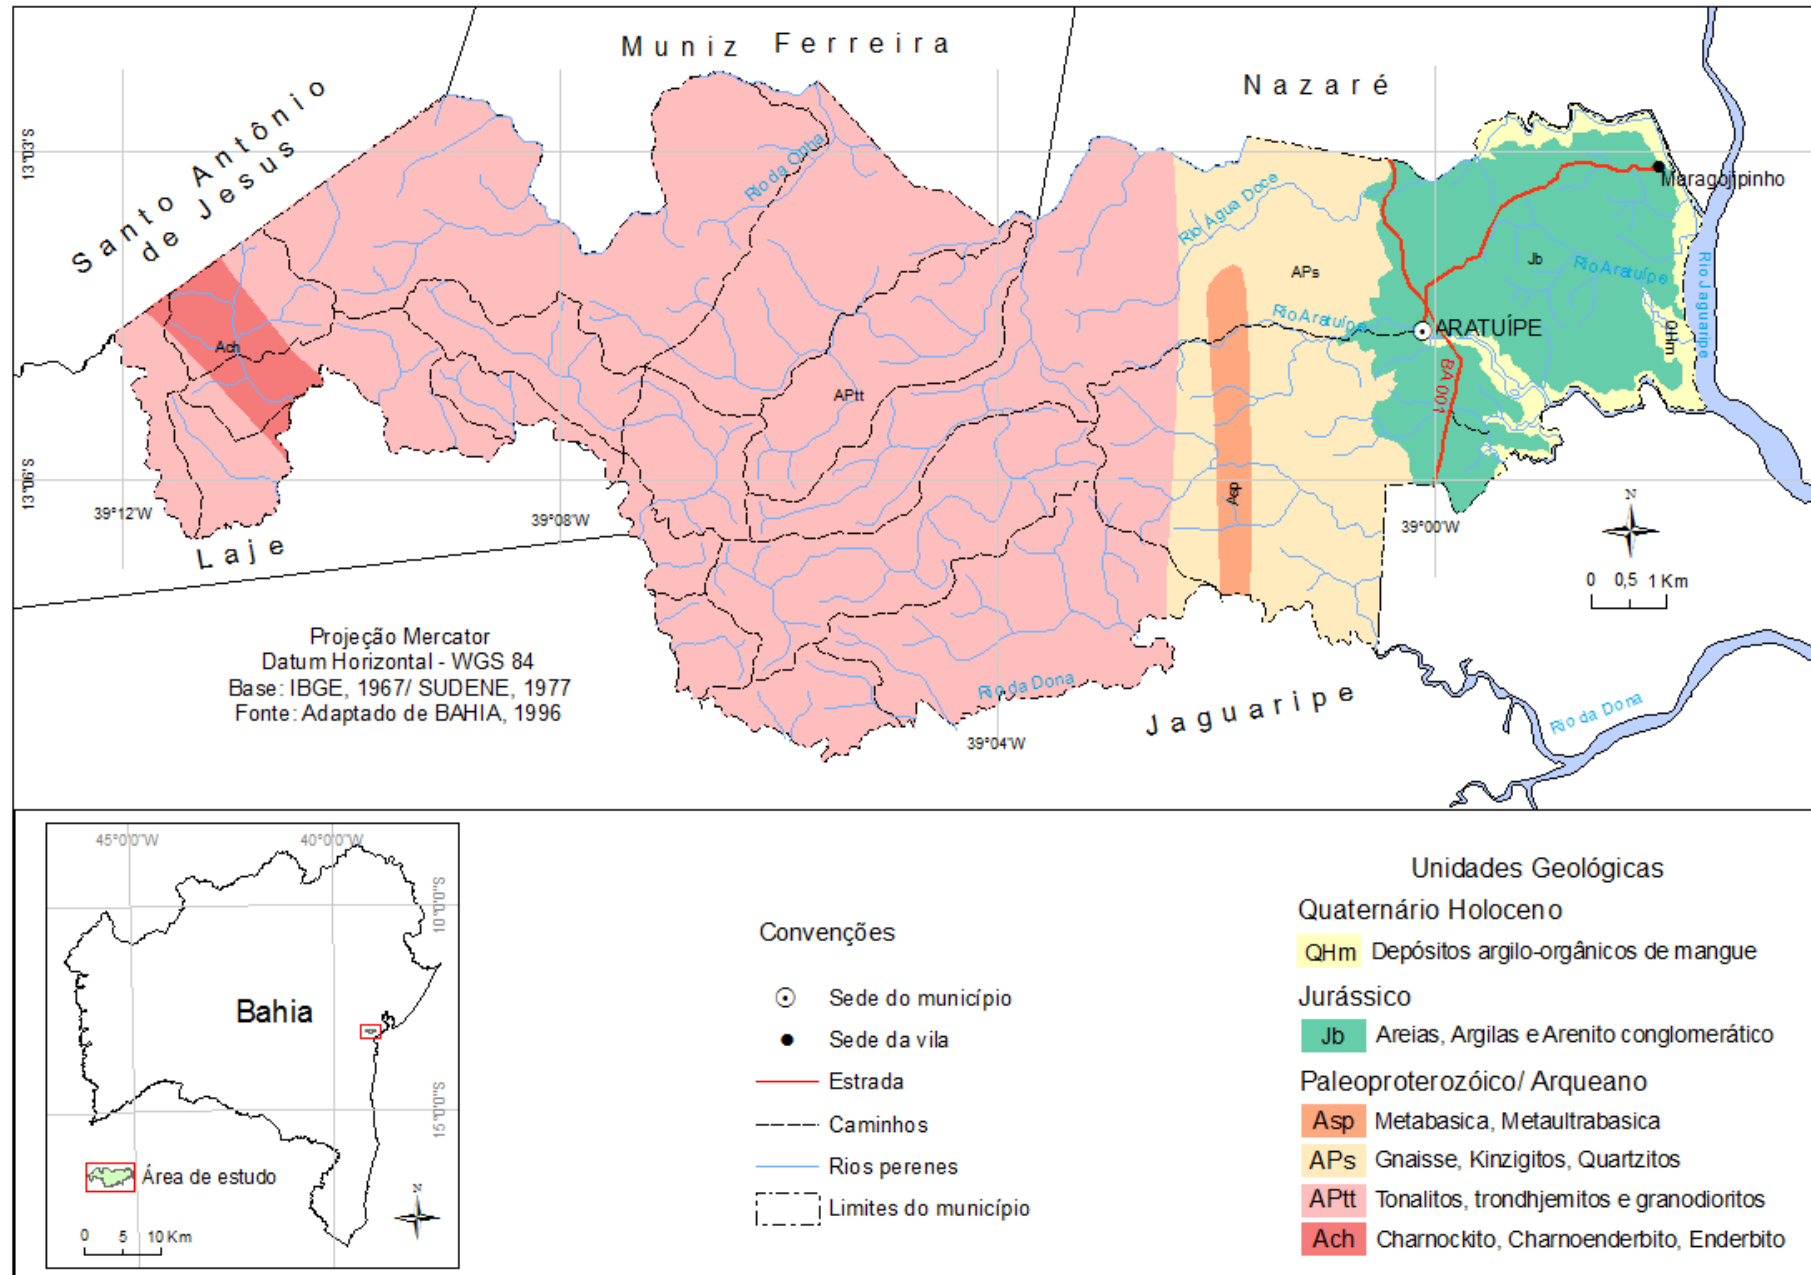 Muniz Ferreira
Nazaré
Santo Antônio
de Jesus
13°03'S
Rio da Onha
Rio Água Doce
Maragojipinho
APs
Jb
Rio Aratuípe
Rio Jaguaripe
Rio Aratuípe
ARATUÍPE
QHm
Ach
APtt
BA 001
Asp
13°06'S
39°12'W
39°08'W
39°00'W
N
Laje
0 0,5 1 Km
Projeção Mercator
Datum Horizontal - WGS 84
Base: IBGE, 1967/ SUDENE, 1977
Fonte: Adaptado de BAHIA, 1996
Rio da Dona
Jaguaripe
Rio da Dona
39°04'W
45°0'0"W
40°0'0"W
10°0'0"S
Bahia
15°0'0"S
Área de estudo
N
0 5 10 Km
Convenções
Sede do município
Sede da vila
Estrada
Caminhos
Rios perenes
Limites do município
Unidades Geológicas
Quaternário Holoceno
QHm Depósitos argilo-orgânicos de mangue
Jurássico
Jb Areias, Argilas e Arenito conglomerático
Paleoproterozóico/ Arqueano
Asp Metabasica, Metaultrabasica
APs Gnaisse, Kinzigitos, Quartzitos
APtt Tonalitos, trondhjemitos e granodioritos
Ach Charnockito, Charnoenderbito, Enderbito